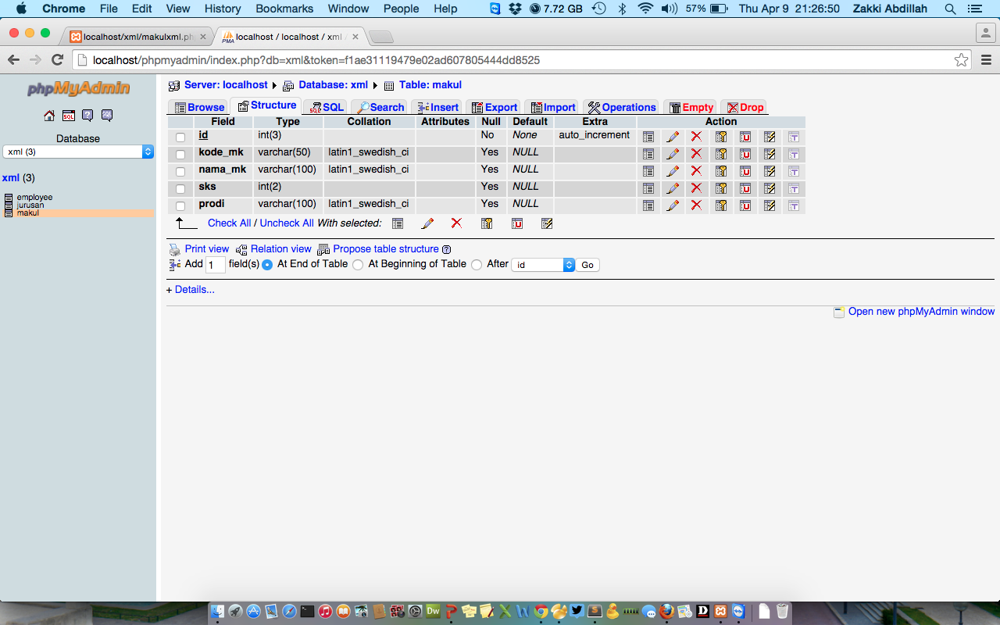 Chrome File Edit View History Bookmarks Window People Help 7.72 GB 57% Thu Apr 9 21:26:50 Zakki Abdillah
localhost/xml/makulxml.ph localhost / localhost / xml
localhost/phpmyadmin/index.php?db=xml&token=f1ae31119479e02ad607805444dd8525
phpMyAdmin
Database
xml (3)
xml (3)
employee
jurusan
makul
Server: localhost Database: xml Table: makul
Browse Structure SQL Search Insert Export Import Operations Empty Drop
Field Type Collation Attributes Null Default Extra Action
id int(3) No None auto_increment
kode_mk varchar(50) latin1_swedish_ci Yes NULL
nama_mk varchar(100) latin1_swedish_ci Yes NULL
sks int(2) Yes NULL
prodi varchar(100) latin1_swedish_ci Yes NULL
Check All / Uncheck All With selected:
Print view Relation view Propose table structure
Add 1 field(s) At End of Table At Beginning of Table After id Go
+ Details...
Open new phpMyAdmin window